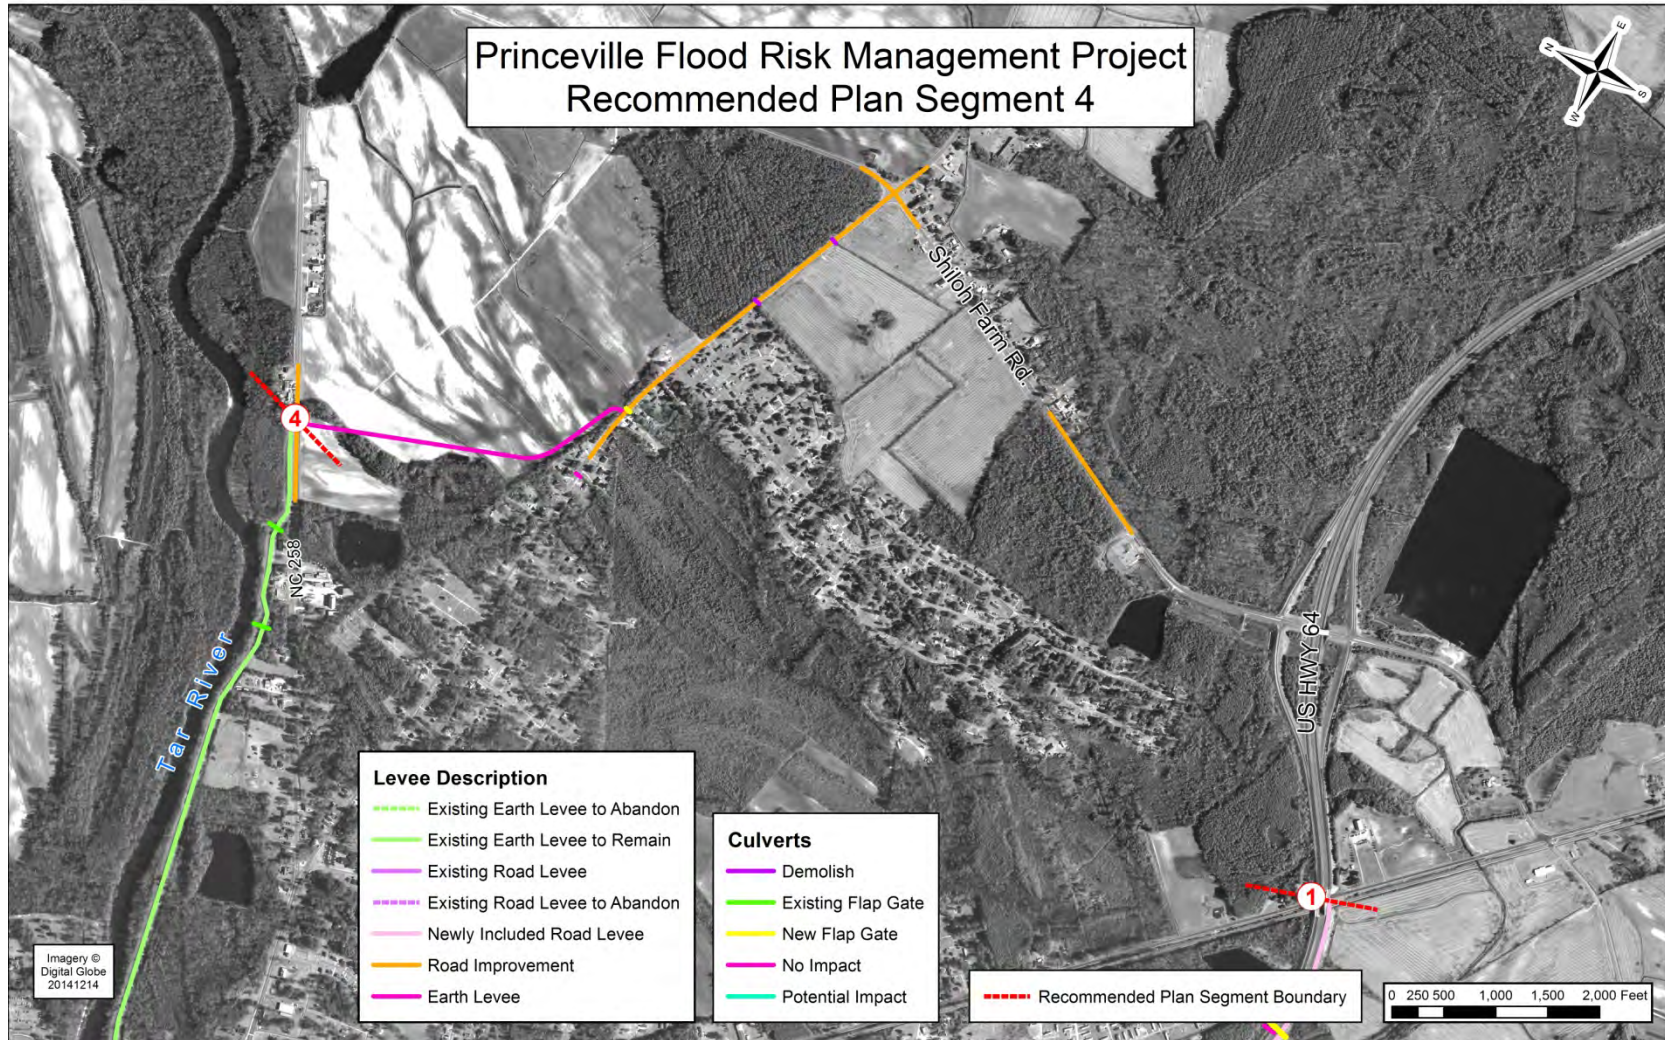 Princeville Flood Risk Management Project
Recommended Plan Segment 4
N
E
S
W
Shiloh Farm Rd.
4
NC 258
Tar River
US HWY 64
1
Levee Description
Existing Earth Levee to Abandon
Existing Earth Levee to Remain
Existing Road Levee
Existing Road Levee to Abandon
Newly Included Road Levee
Road Improvement
Earth Levee
Culverts
Demolish
Existing Flap Gate
New Flap Gate
No Impact
Potential Impact
Imagery ©
Digital Globe
20141214
Recommended Plan Segment Boundary
0 250 500 1,000 1,500 2,000 Feet